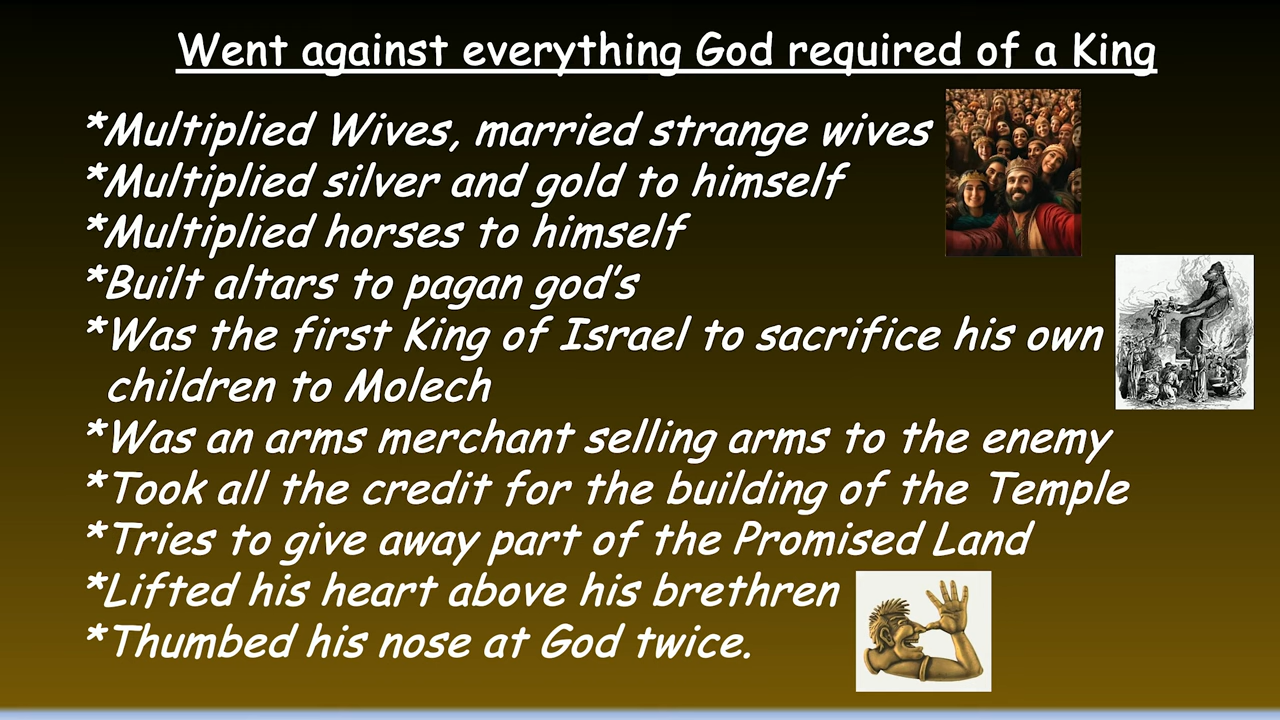 Went against everything God required of a King
*Multiplied Wives, married strange wives
*Multiplied silver and gold to himself
*Multiplied horses to himself
*Built altars to pagan god's
*Was the first King of Israel to sacrifice his own
children to Molech
*Was an arms merchant selling arms to the enemy
*Took all the credit for the building of the Temple
*Tries to give away part of the Promised Land
*Lifted his heart above his brethren
*Thumbed his nose at God twice.